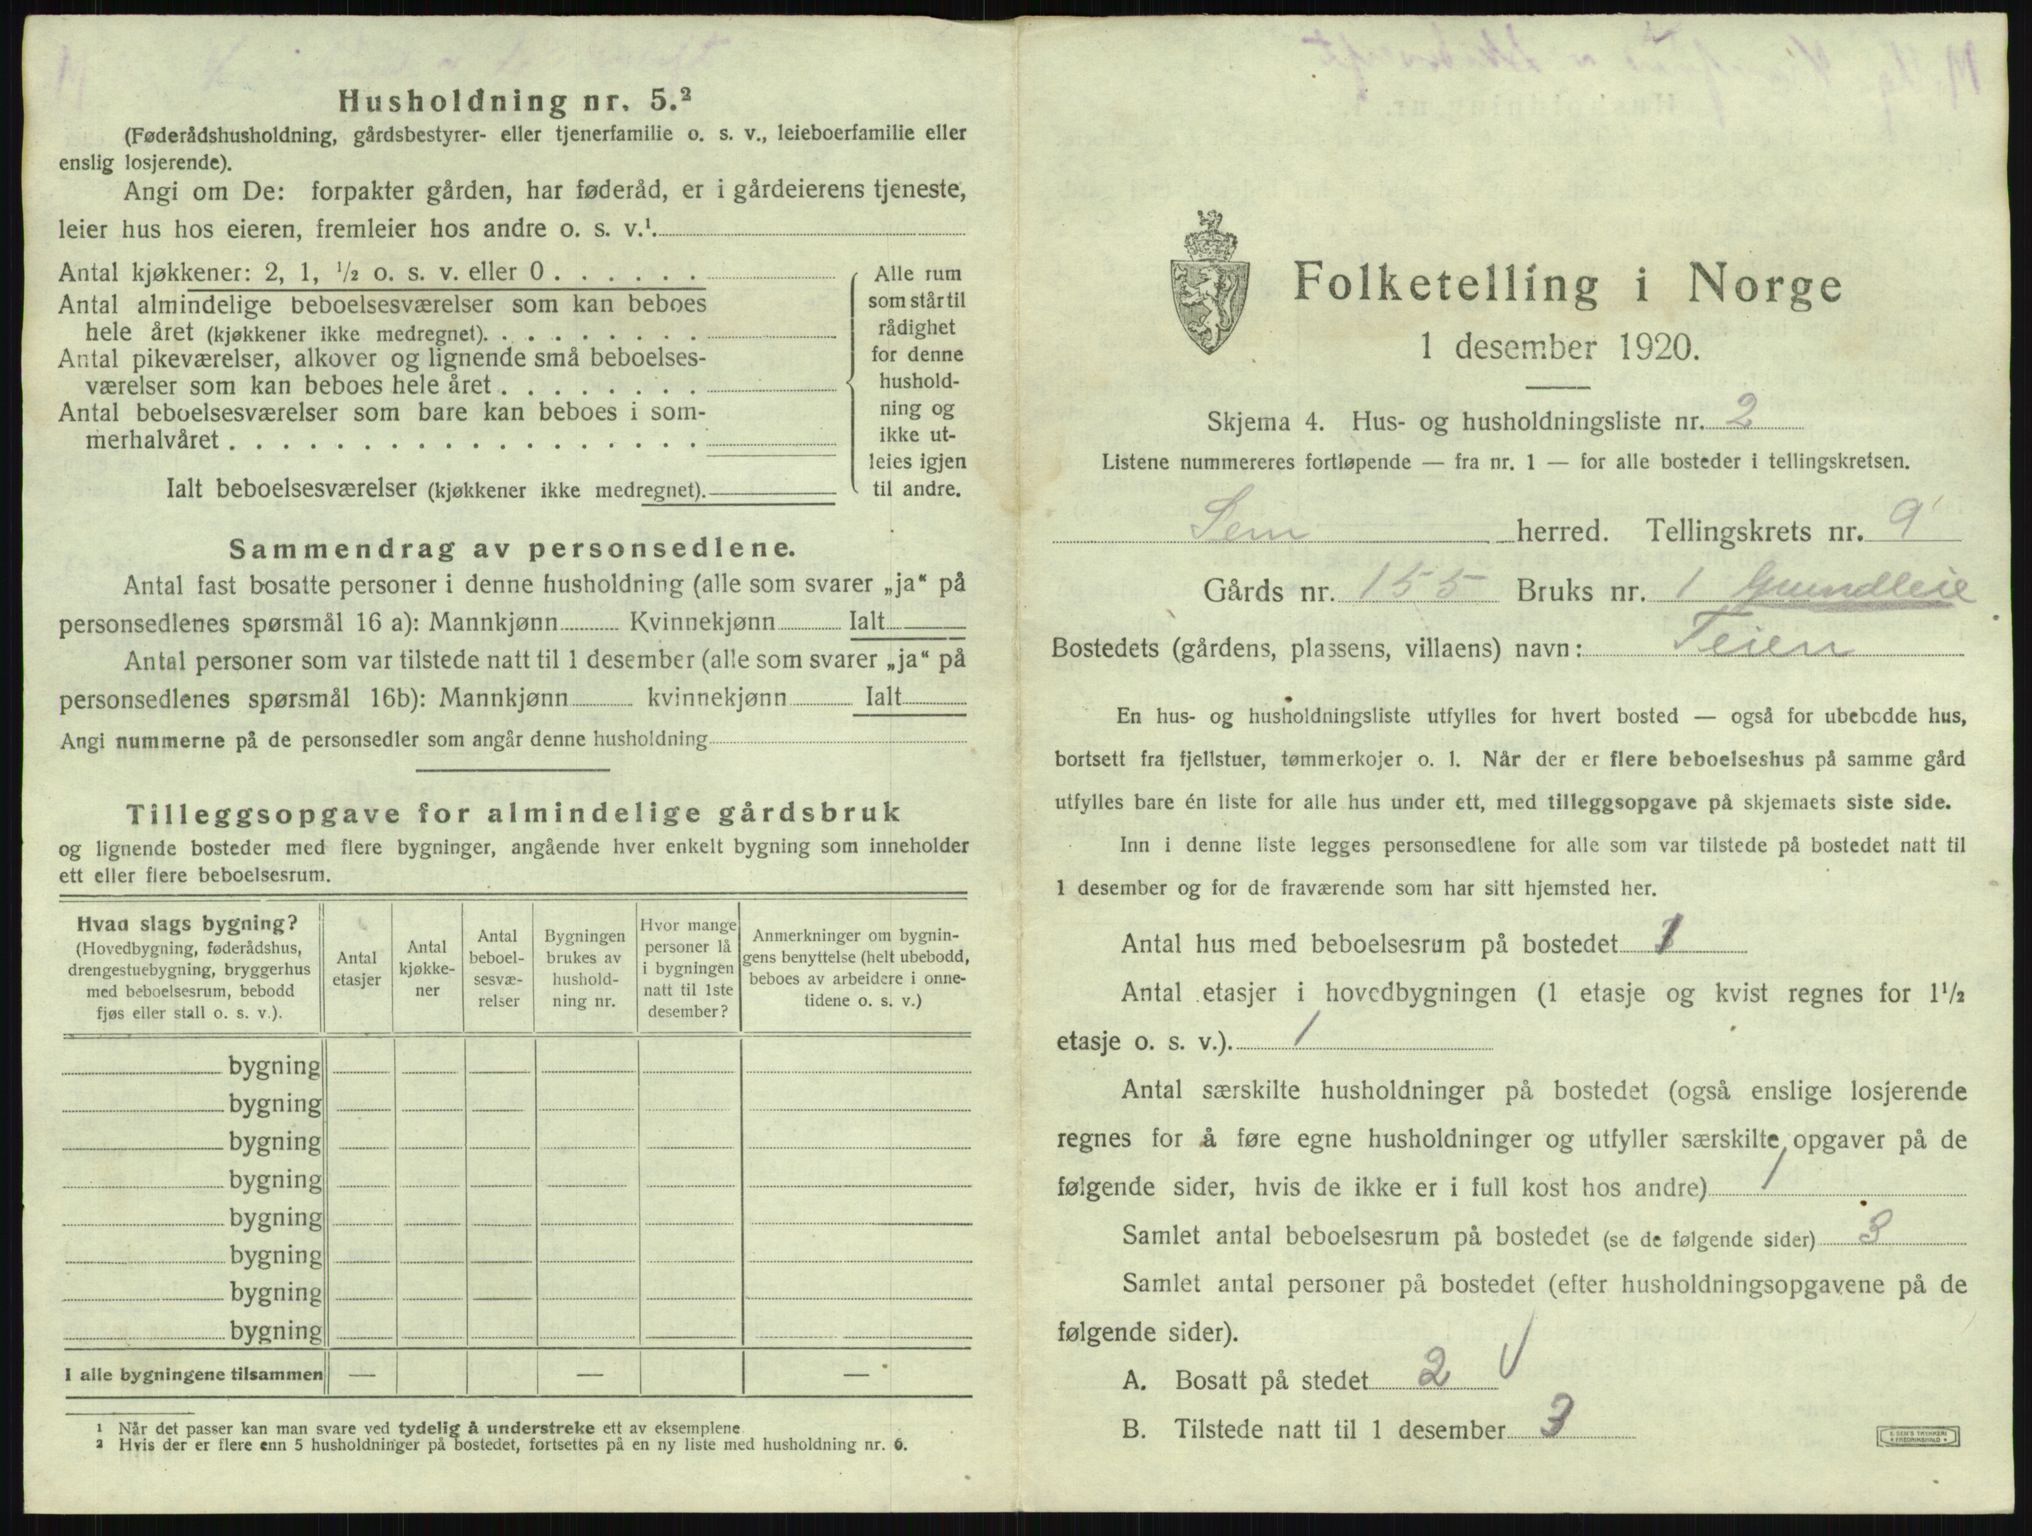 Husholdning nr. 5.²
(Føderådshusholdning, gårdsbestyrer- eller tjenerfamilie o. s. v., leieboerfamilie eller
enslig losjerende).
Angi om De: forpakter gården, har føderåd, er i gårdeierens tjeneste,
leier hus hos eieren, fremleier hos andre o. s. v.¹
Antal kjøkkener: 2, 1, ½ o. s. v. eller 0 . . . . . .
Antal almindelige beboelsesværelser som kan beboes
hele året (kjøkkener ikke medregnet). . . . . . . . .
Antal pikeværelser, alkover og lignende små beboelses-
værelser som kan beboes hele året . . . . . . . .
Antal beboelsesværelser som bare kan beboes i som-
merhalvåret . . . . . . . . . . . . . . . . . .
Ialt beboelsesværelser (kjøkkener ikke medregnet).
Alle rum
som står til
rådighet
for denne
hushold-
ning og
ikke ut-
leies igjen
til andre.
Sammendrag av personsedlene.
Antal fast bosatte personer i denne husholdning (alle som svarer „ja“ på
personsedlenes spørsmål 16 a): Mannkjønn Kvinnekjønn Ialt
Antal personer som var tilstede natt til 1 desember (alle som svarer „ja“ på
personsedlenes spørsmål 16b): Mannkjønn kvinnekjønn Ialt
Angi nummerne på de personsedler som angår denne husholdning
Tilleggsopgave for almindelige gårdsbruk
og lignende bosteder med flere bygninger, angående hver enkelt bygning som inneholder
ett eller flere beboelsesrum.
Hvad slags bygning?
(Hovedbygning, føderådshus,
drengestuebygning, bryggerhus
med beboelsesrum, bebodd
fjøs eller stall o. s. v.).
Antal
etasjer
Antal
kjøkke-
ner
Antal
beboel-
sesvæ-
relser
Bygningen
brukes av
hushold-
ning nr.
Hvor mange
personer lå
i bygningen
natt til 1ste
desember?
Anmerkninger om bygnin-
gens benyttelse (helt ubebodd,
beboes av arbeidere i onne-
tidene o. s. v.)
bygning
bygning
bygning
bygning
bygning
bygning
bygning
bygning
I alle bygningene tilsammen — — —
¹ Når det passer kan man svare ved tydelig å understreke ett av eksemplene
² Hvis der er flere enn 5 husholdninger på bostedet, fortsettes på en ny liste med husholdning nr. 6.
Folketelling i Norge
1 desember 1920.
Skjema 4. Hus- og husholdningsliste nr. 2
Listene nummereres fortløpende — fra nr. 1 — for alle bosteder i tellingskretsen.
Sem herred. Tellingskrets nr. 9
Gårds nr. 155 Bruks nr. 1 Grundleie
Bostedets (gårdens, plassens, villaens) navn: Teien
En hus- og husholdningsliste utfylles for hvert bosted — også for ubebodde hus,
bortsett fra fjellstuer, tømmerkojer o. l. Når der er flere beboelseshus på samme gård
utfylles bare én liste for alle hus under ett, med tilleggsopgave på skjemaets siste side.
Inn i denne liste legges personsedlene for alle som var tilstede på bostedet natt til
1 desember og for de fraværende som har sitt hjemsted her.
Antal hus med beboelsesrum på bostedet 1
Antal etasjer i hovedbygningen (1 etasje og kvist regnes for 1½
etasje o. s. v.). 1
Antal særskilte husholdninger på bostedet (også enslige losjerende
regnes for å føre egne husholdninger og utfyller særskilte opgaver på de
følgende sider, hvis de ikke er i full kost hos andre) 1
Samlet antal beboelsesrum på bostedet (se de følgende sider) 3
Samlet antal personer på bostedet (efter husholdningsopgavene på de
følgende sider).
A. Bosatt på stedet 2
B. Tilstede natt til 1 desember 3